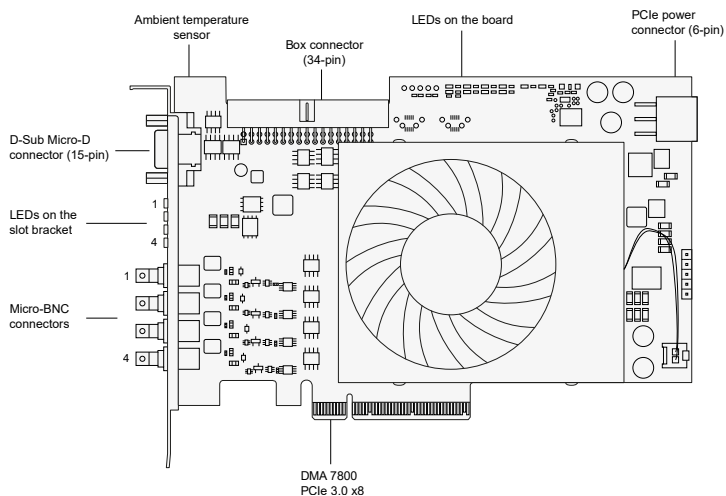 Ambient temperature
sensor
Box connector
(34-pin)
LEDs on the board
PCIe power
connector (6-pin)
D-Sub Micro-D
connector (15-pin)
LEDs on the
slot bracket
1
4
Micro-BNC
connectors
1
4
DMA 7800
PCIe 3.0 x8